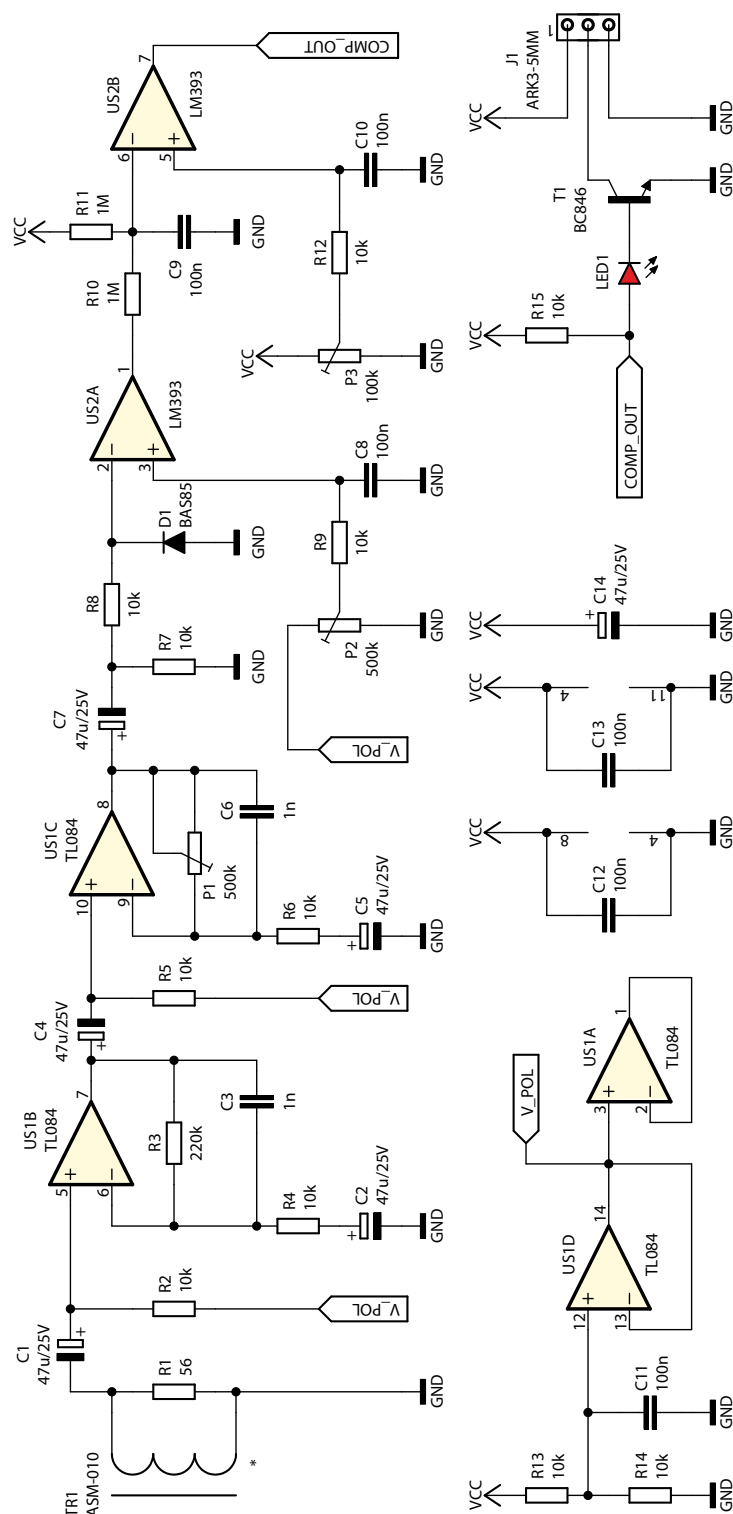 TR1
ASM-010
*
R1
56
C1
47u/25V
+
R2
10k
V_POL
GND
5
6
+
–
7
US1B
TL084
R3
220k
C3
1n
R4
10k
C2
47u/25V
+
GND
C4
47u/25V
+
R5
10k
V_POL
10
9
+
–
8
US1C
TL084
P1
500k
C6
1n
R6
10k
C5
47u/25V
+
GND
C7
47u/25V
+
R7
10k
GND
R8
10k
D1
BAS85
GND
V_POL
P2
500k
GND
R9
10k
C8
100n
GND
2
3
–
+
1
US2A
LM393
R10
1M
VCC
R11
1M
C9
100n
GND
VCC
P3
100k
GND
R12
10k
C10
100n
GND
6
5
–
+
7
US2B
LM393
COMP_OUT
VCC
R13
10k
R14
10k
GND
C11
100n
GND
12
13
+
–
14
US1D
TL084
V_POL
3
2
+
–
1
US1A
TL084
VCC
8
4
C12
100n
GND
VCC
4
11
C13
100n
GND
VCC
C14
47u/25V
+
GND
COMP_OUT
VCC
R15
10k
LED1
T1
BC846
GND
VCC
GND
J1
ARK3-5MM
1